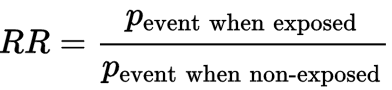 RR = p_event when exposed / p_event when non-exposed